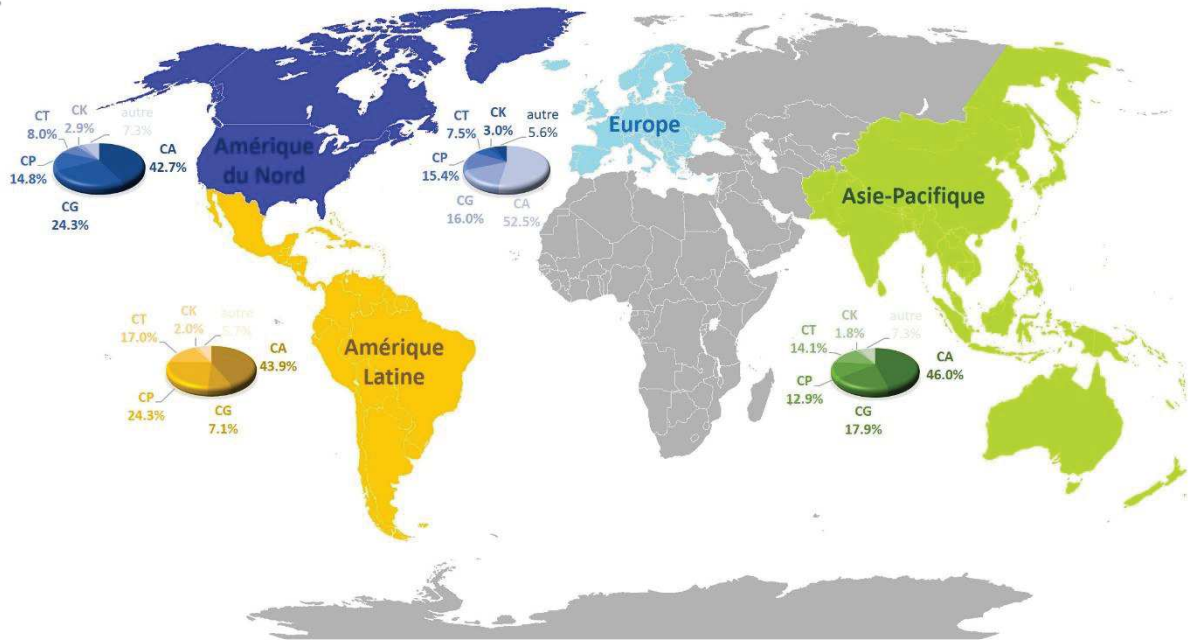 Amérique
du Nord
CT
8.0%
CK
2.9%
autre
7.3%
CP
14.8%
CA
42.7%
CG
24.3%
Europe
CT
7.5%
CK
3.0%
autre
5.6%
CP
15.4%
CG
16.0%
CA
52.5%
Asie-Pacifique
Amérique
Latine
CT
17.0%
CK
2.0%
autre
5.7%
CA
43.9%
CP
24.3%
CG
7.1%
CT
14.1%
CK
1.8%
autre
7.3%
CA
46.0%
CP
12.9%
CG
17.9%